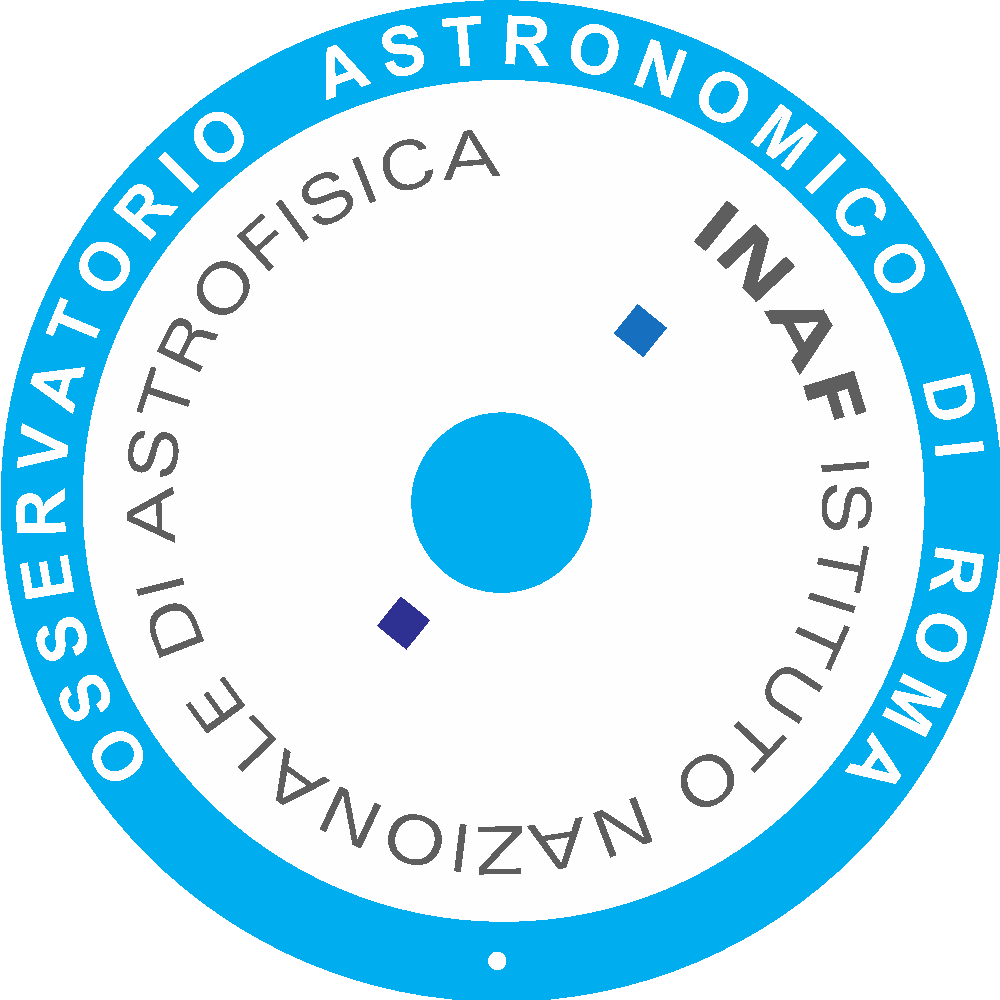 OSSERVATORIO ASTRONOMICO DI ROMA
INAF ISTITUTO NAZIONALE DI ASTROFISICA